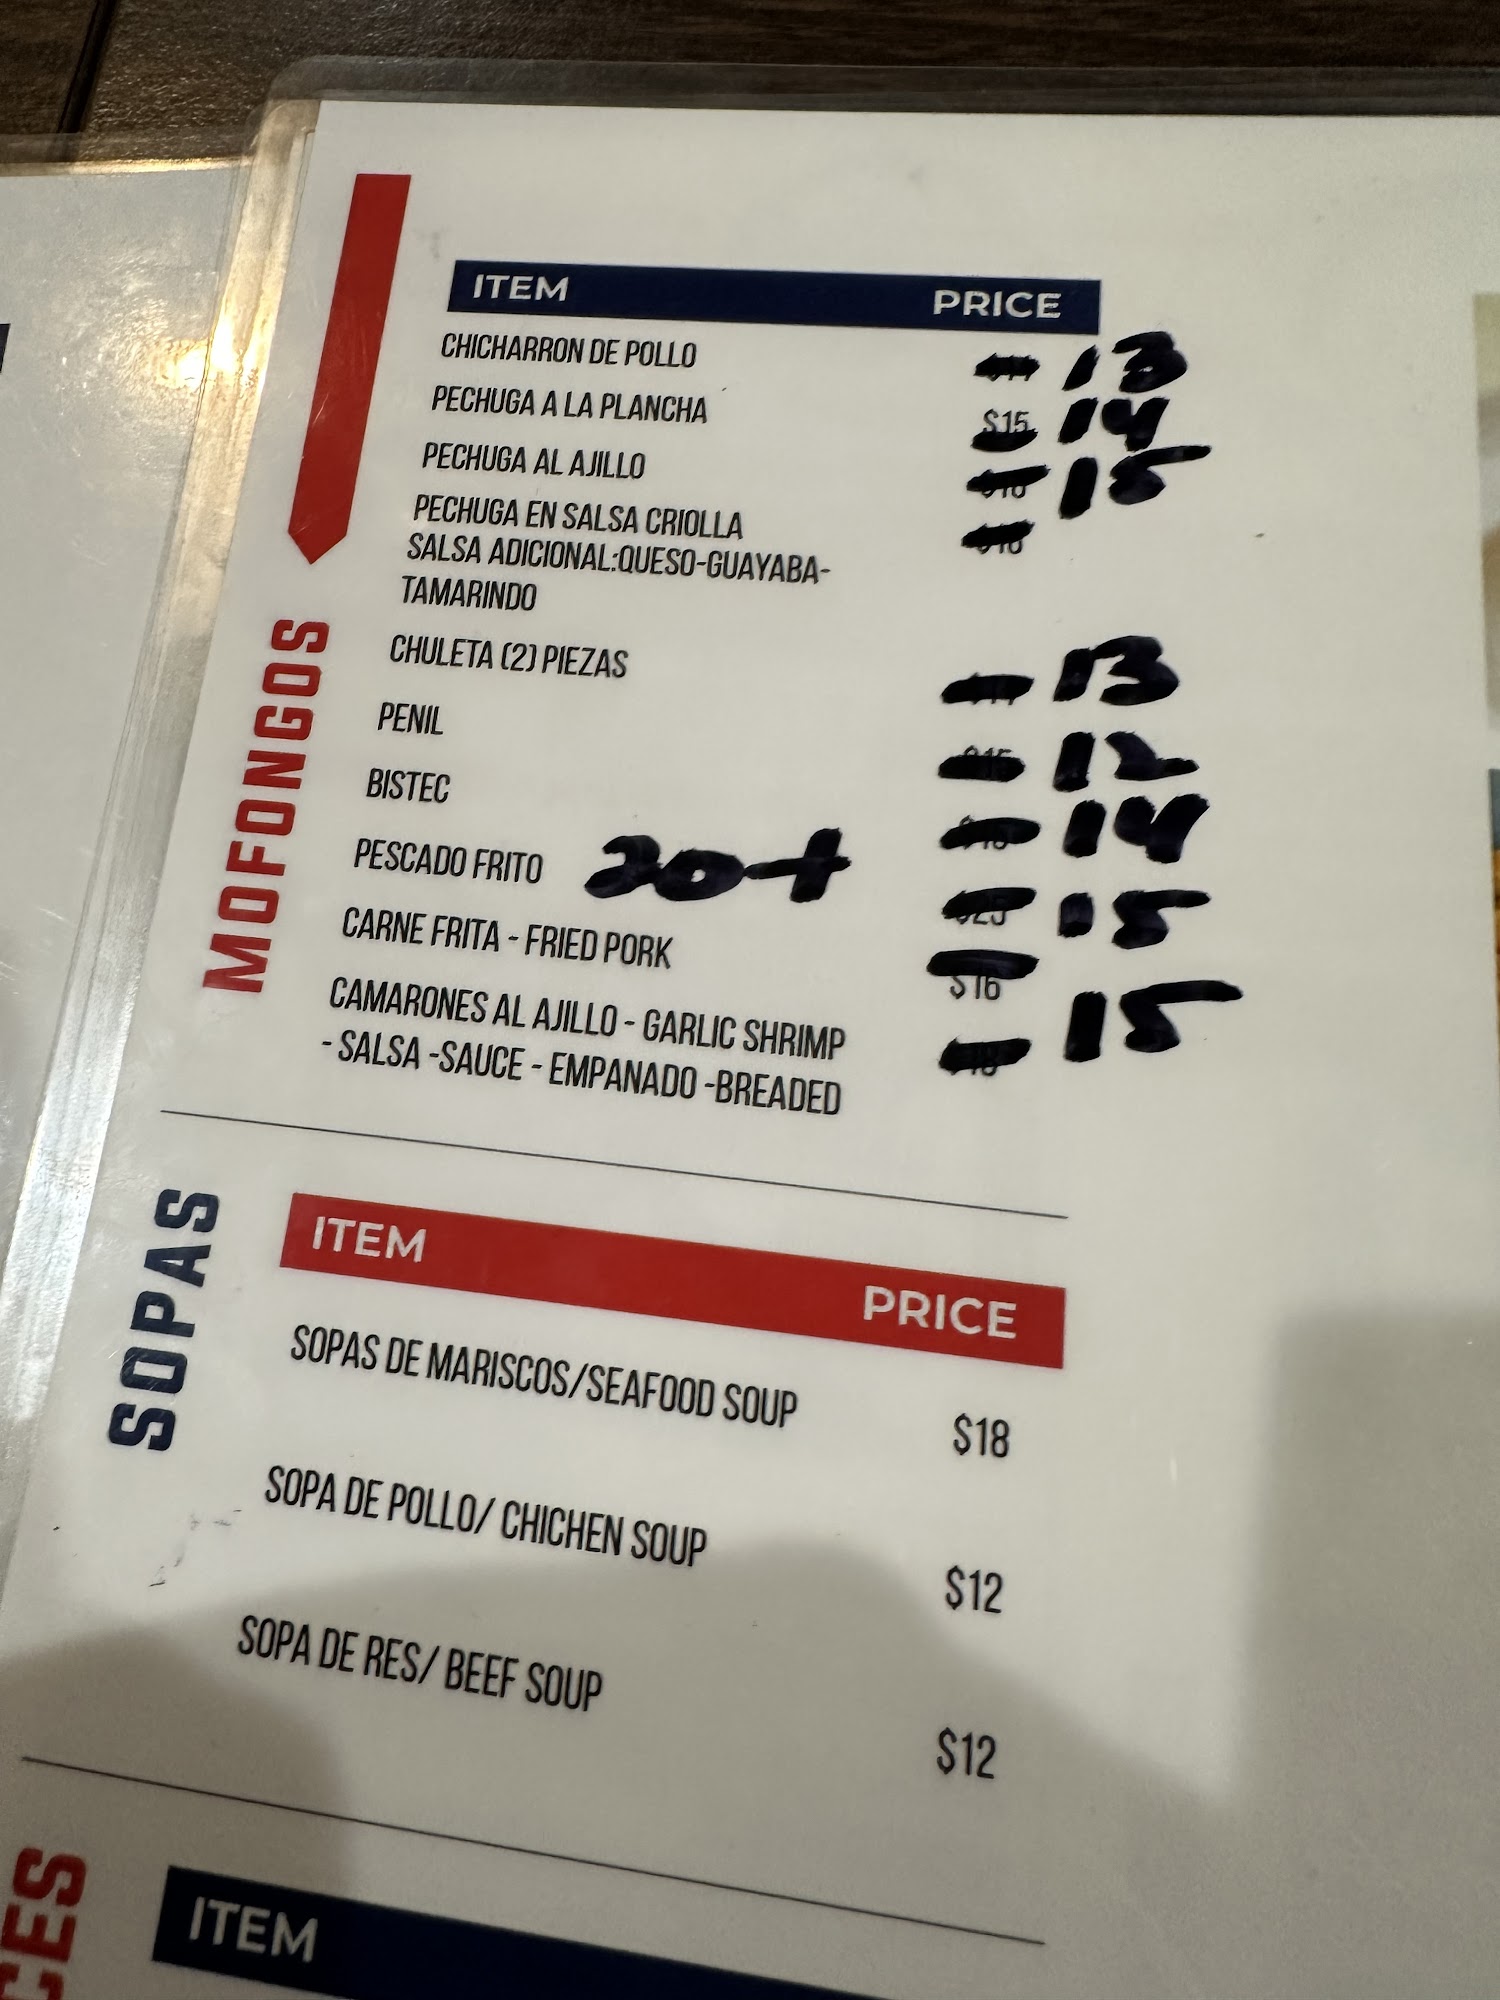 ITEM PRICE
CHICHARRON DE POLLO 13
PECHUGA A LA PLANCHA $15 14
PECHUGA AL AJILLO 15
PECHUGA EN SALSA CRIOLLA
SALSA ADICIONAL:QUESO-GUAYABA-
TAMARINDO
CHULETA (2) PIEZAS 13
PENIL $15 12
BISTEC 14
PESCADO FRITO 20+ $25 15
CARNE FRITA - FRIED PORK $16
CAMARONES AL AJILLO - GARLIC SHRIMP 15
- SALSA -SAUCE - EMPANADO -BREADED $18
MOFONGOS
ITEM PRICE
SOPAS DE MARISCOS/SEAFOOD SOUP $18
SOPA DE POLLO/ CHICHEN SOUP $12
SOPA DE RES/ BEEF SOUP $12
SOPAS
ITEM